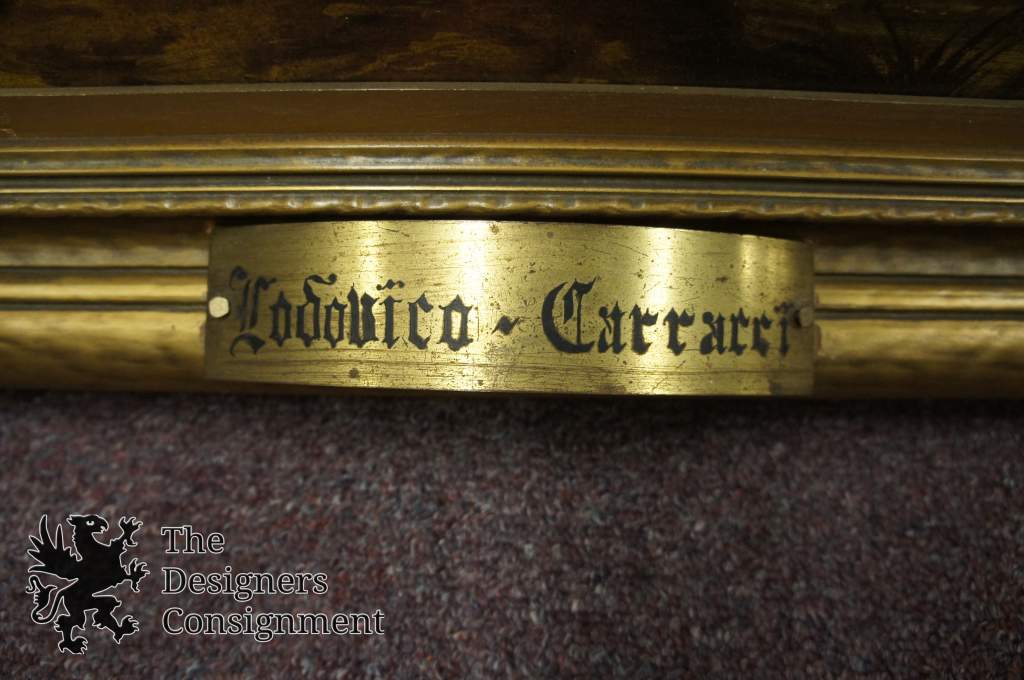 Lodovico - Carracci
The
Designers
Consignment